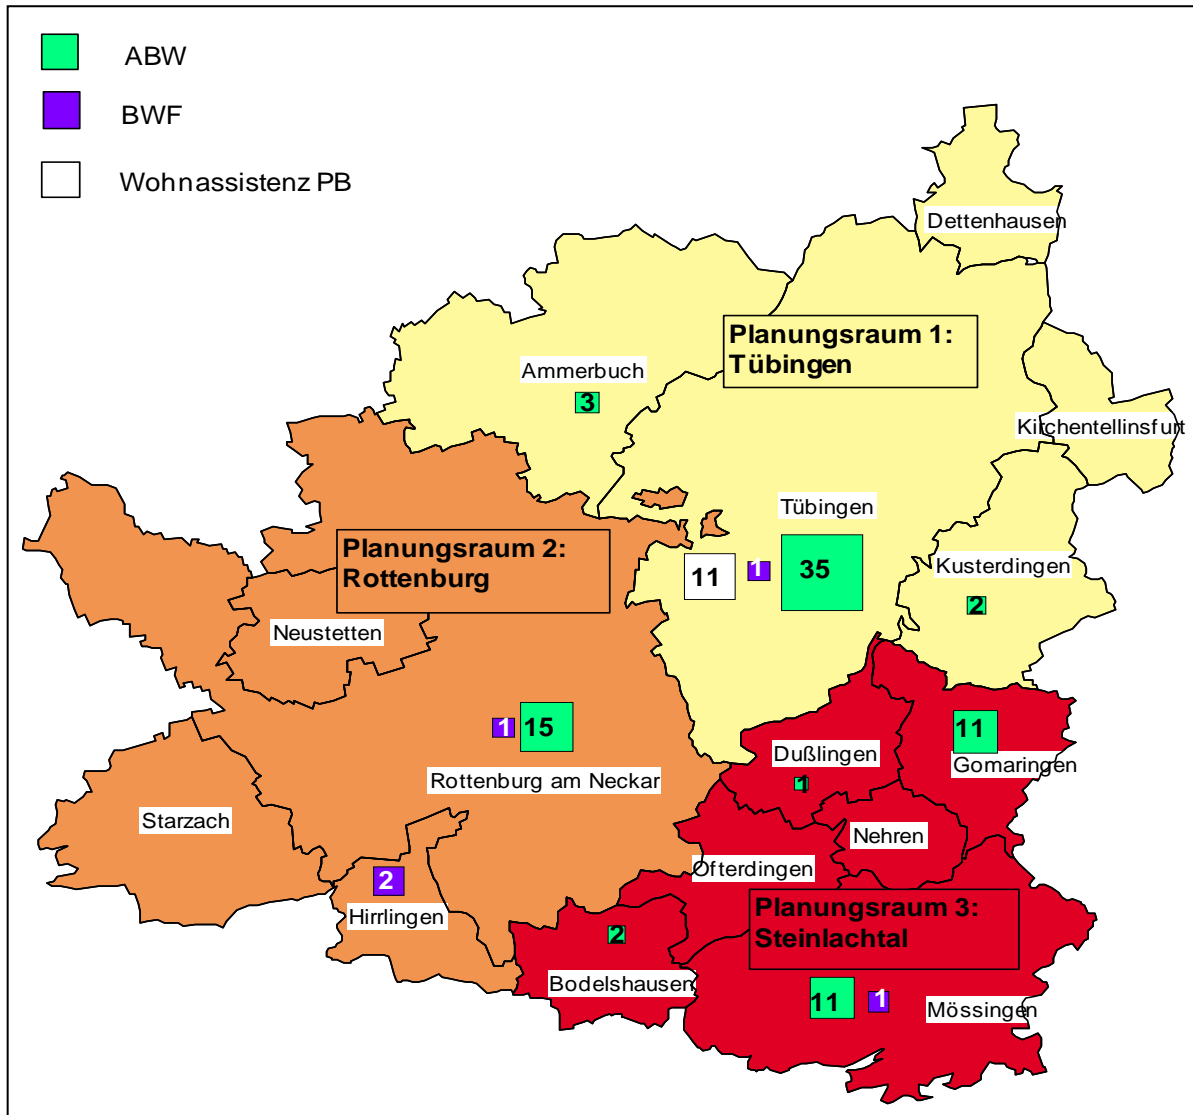 ABW
BWF
Wohnassistenz PB
Dettenhausen
Planungsraum 1:
Tübingen
Ammerbuch
3
Kirchentellinsfurt
Tübingen
11
1
35
Kusterdingen
2
Planungsraum 2:
Rottenburg
Neustetten
1
15
Rottenburg am Neckar
Starzach
2
Hirrlingen
Dußlingen
1
11
Gomaringen
Nehren
Ofterdingen
Planungsraum 3:
Steinlachtal
2
Bodelshausen
11
1
Mössingen